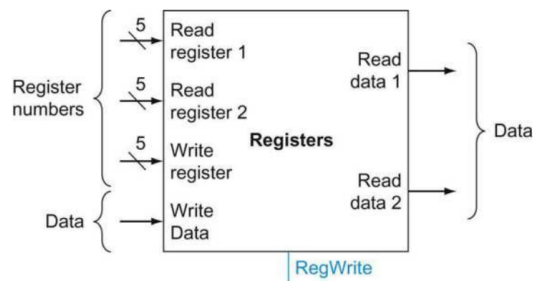 Register
numbers
Data
5
Read
register 1
5
Read
register 2
5
Write
register
Write
Data
Registers
Read
data 1
Read
data 2
Data
RegWrite